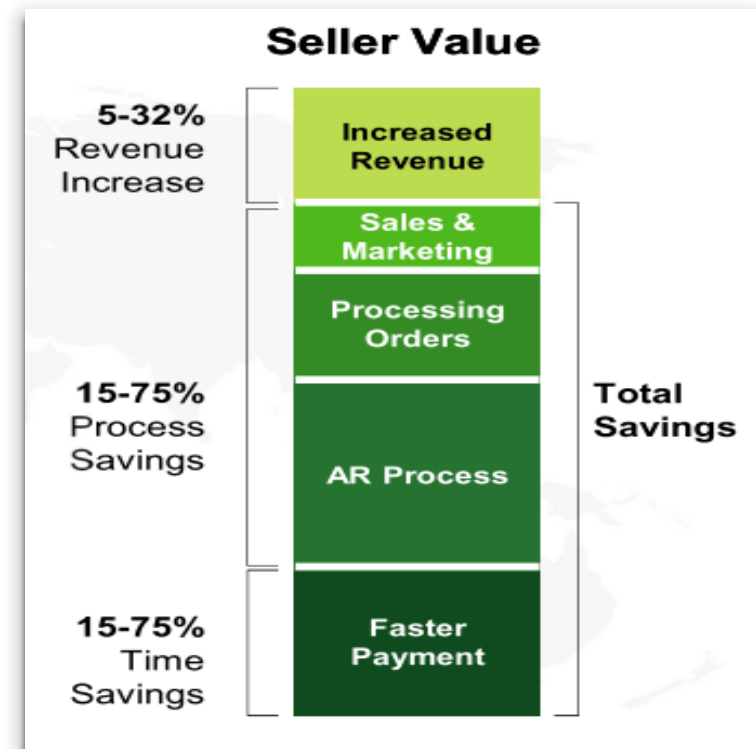 Seller Value
5-32%
Revenue
Increase
Increased
Revenue
Sales &
Marketing
Processing
Orders
15-75%
Process
Savings
AR Process
Total
Savings
15-75%
Time
Savings
Faster
Payment